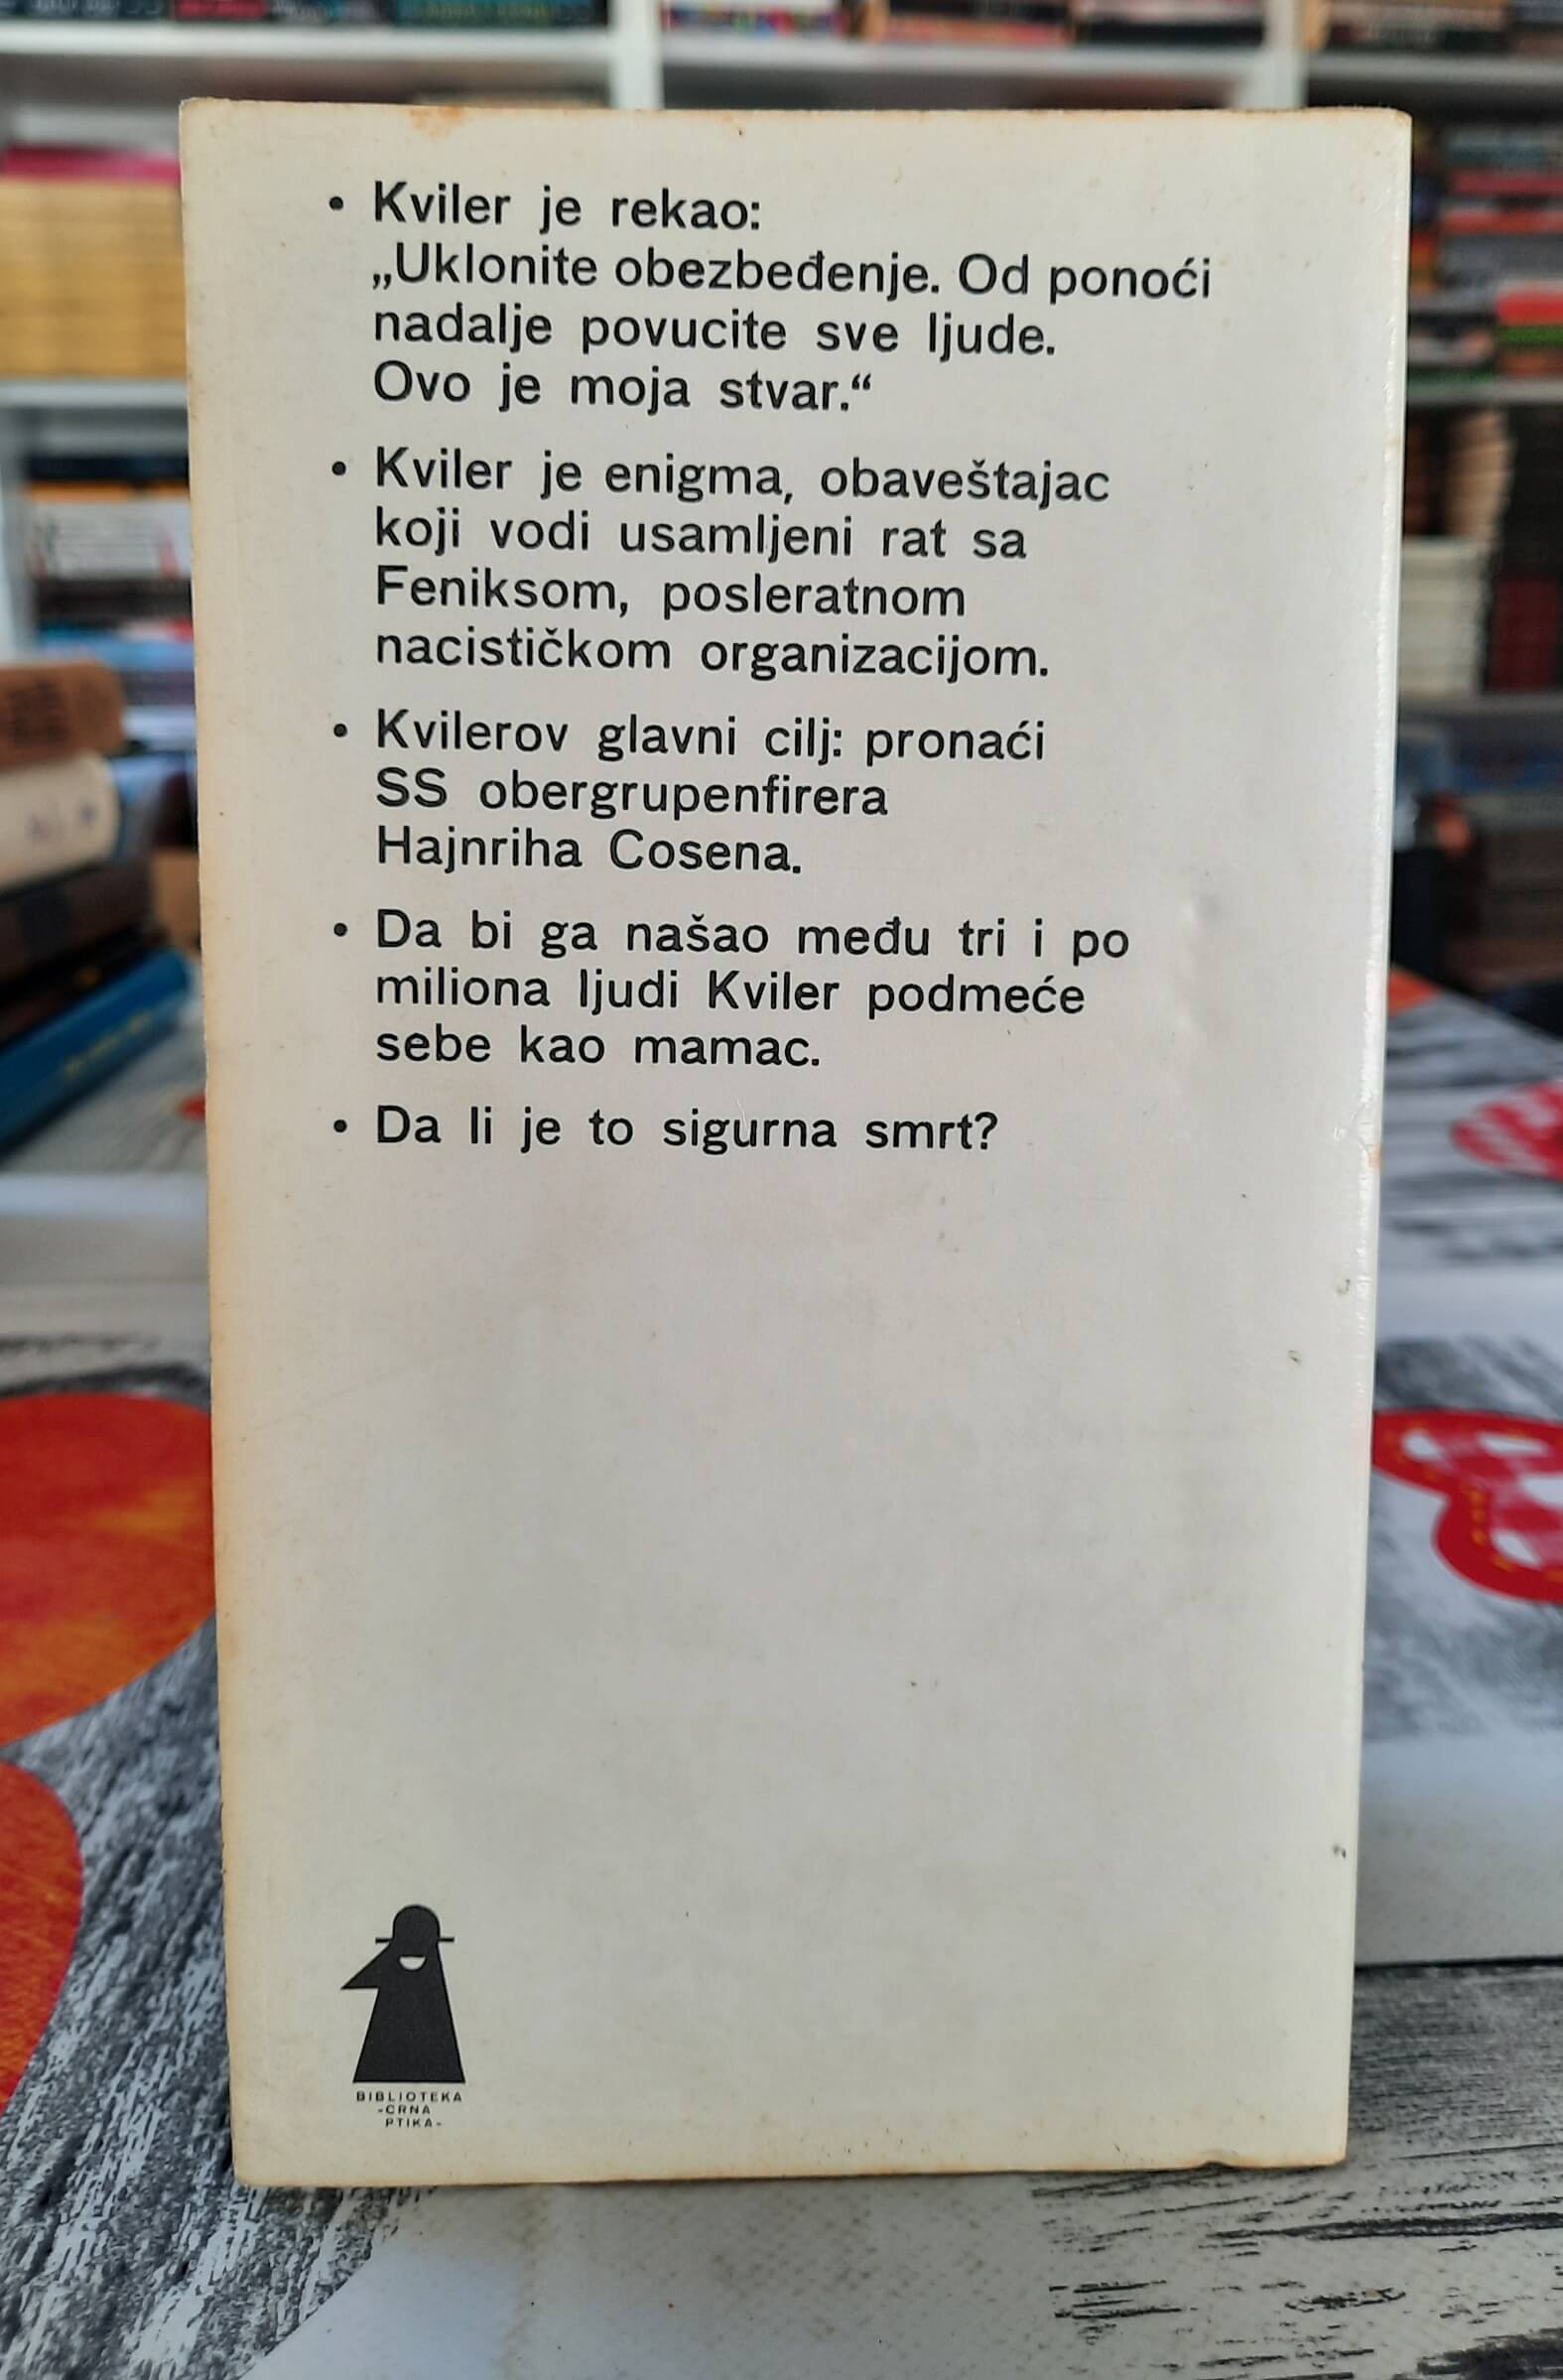 • Kviler je rekao:
„Uklonite obezbeđenje. Od ponoći
nadalje povucite sve ljude.
Ovo je moja stvar.“
• Kviler je enigma, obaveštajac
koji vodi usamljeni rat sa
Feniksom, posleratnom
nacističkom organizacijom.
• Kvilerov glavni cilj: pronaći
SS obergrupenfirera
Hajnriha Cosena.
• Da bi ga našao među tri i po
miliona ljudi Kviler podmeće
sebe kao mamac.
• Da li je to sigurna smrt?
BIBLIOTEKA
-CRNA
PTIKA-